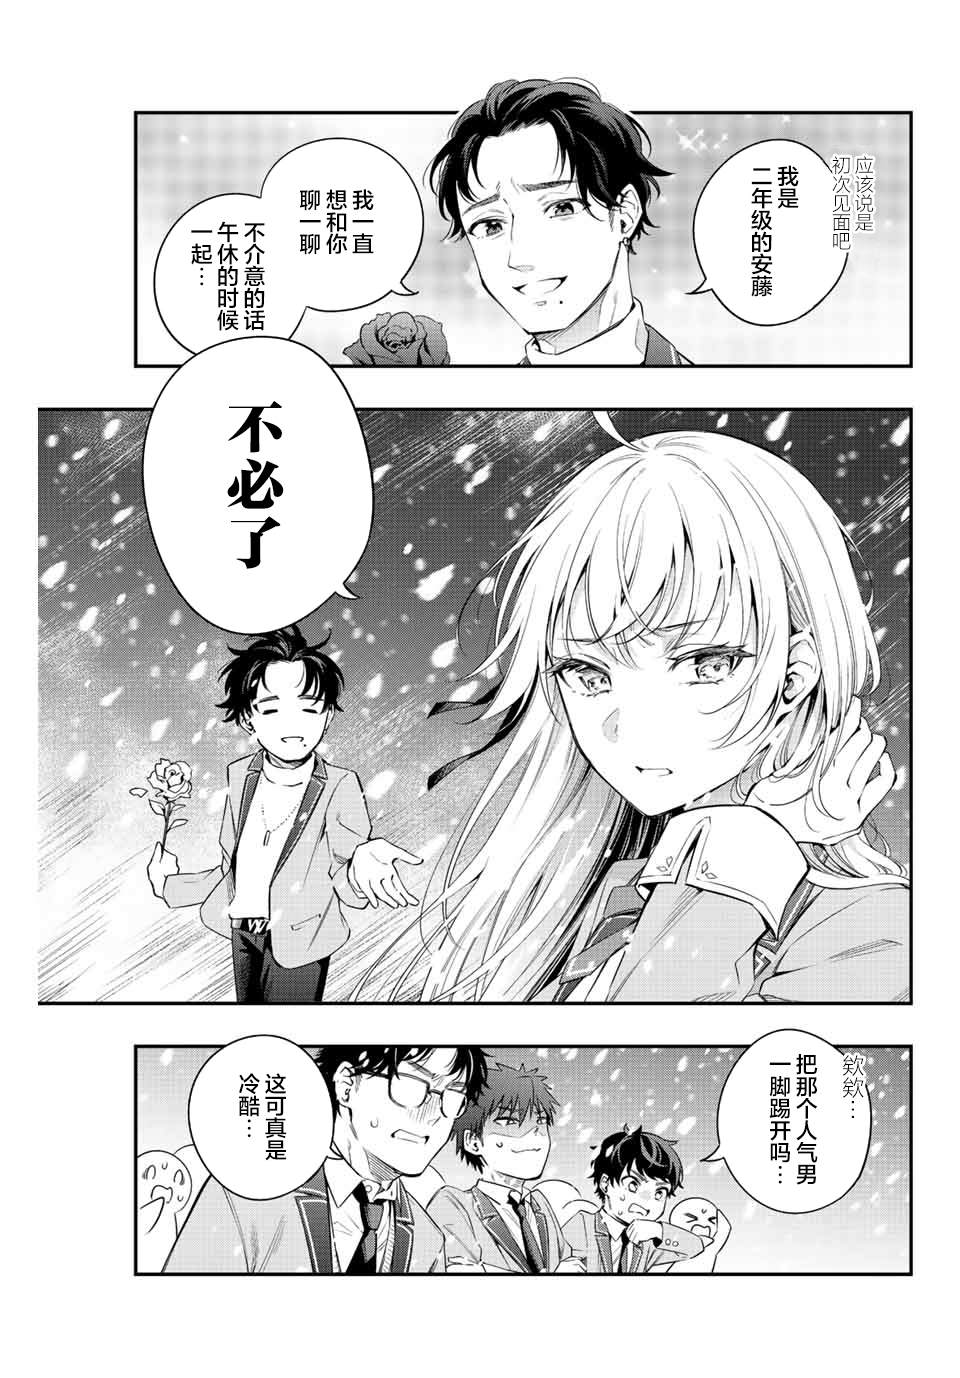 应该说是
初次见面吧
我是
二年级的安藤
我一直
想和你
聊一聊
不介意的话
午休的时候
一起…
不必了
欸欸…
把那个人气男
一脚踢开吗…
这可真是
冷酷…